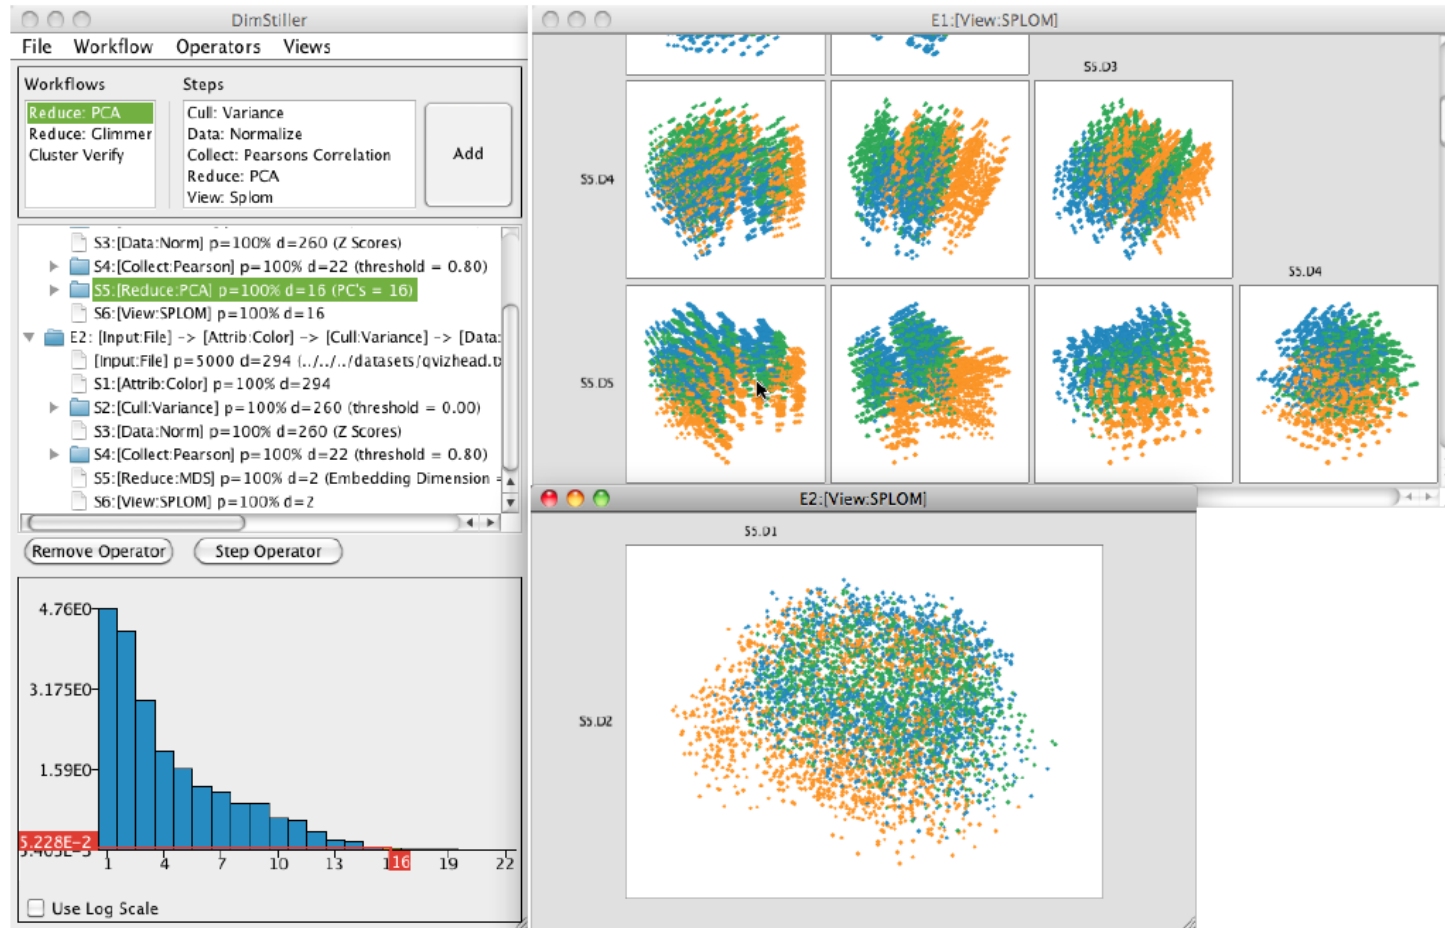 DimStiller
File Workflow Operators Views
Workflows
Reduce: PCA
Reduce: Glimmer
Cluster Verify
Steps
Cull: Variance
Data: Normalize
Collect: Pearsons Correlation
Reduce: PCA
View: Splom
Add
S3:[Data:Norm] p=100% d=260 (Z Scores)
S4:[Collect:Pearson] p=100% d=22 (threshold = 0.80)
S5:[Reduce:PCA] p=100% d=16 (PC's = 16)
S6:[View:SPLOM] p=100% d=16
E2: [Input:File] -> [Attrib:Color] -> [Cull:Variance] -> [Data:
[Input:File] p=5000 d=294 (../../../datasets/qvizhead.tx
S1:[Attrib:Color] p=100% d=294
S2:[Cull:Variance] p=100% d=260 (threshold = 0.00)
S3:[Data:Norm] p=100% d=260 (Z Scores)
S4:[Collect:Pearson] p=100% d=22 (threshold = 0.80)
S5:[Reduce:MDS] p=100% d=2 (Embedding Dimension =
S6:[View:SPLOM] p=100% d=2
Remove Operator Step Operator
4.76E0
3.175E0
1.59E0
5.228E-2
1 4 7 10 13 16 19 22
Use Log Scale
E1:[View:SPLOM]
S5.D3
S5.D4
S5.D4
S5.D5
E2:[View:SPLOM]
S5.D1
S5.D2